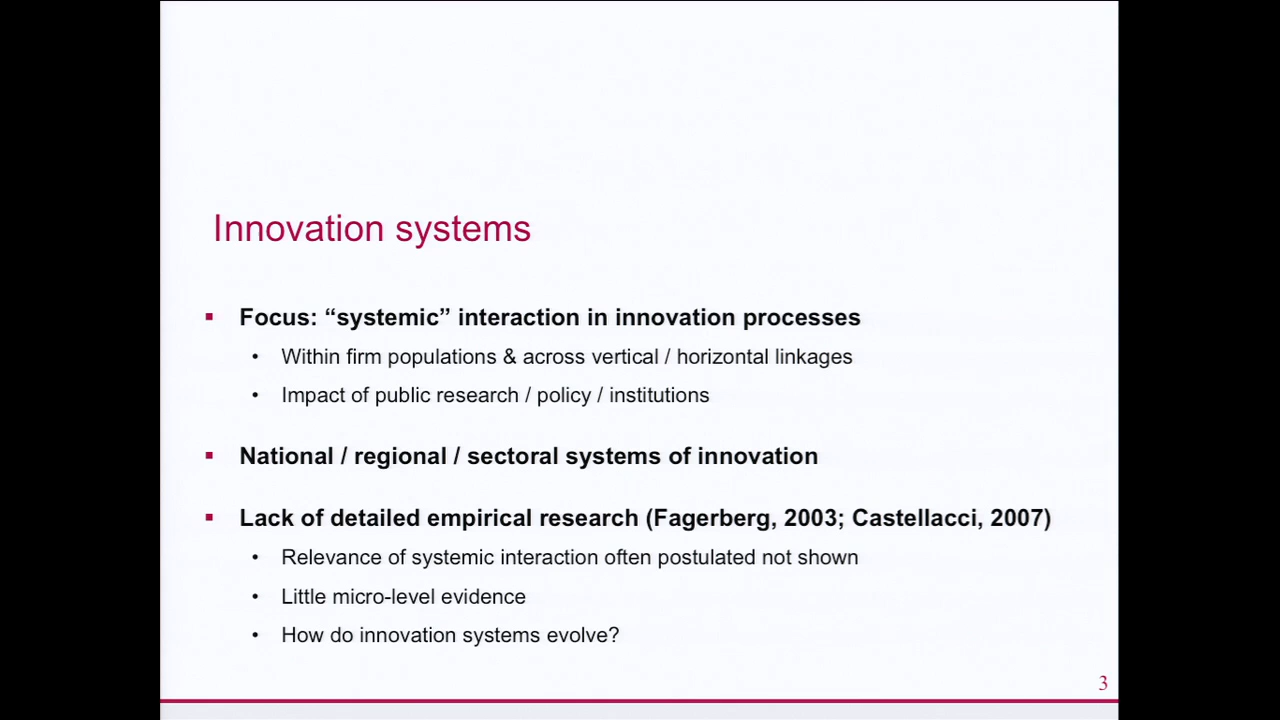 Innovation systems
▪ Focus: “systemic” interaction in innovation processes
• Within firm populations & across vertical / horizontal linkages
• Impact of public research / policy / institutions
▪ National / regional / sectoral systems of innovation
▪ Lack of detailed empirical research (Fagerberg, 2003; Castellacci, 2007)
• Relevance of systemic interaction often postulated not shown
• Little micro-level evidence
• How do innovation systems evolve?
3